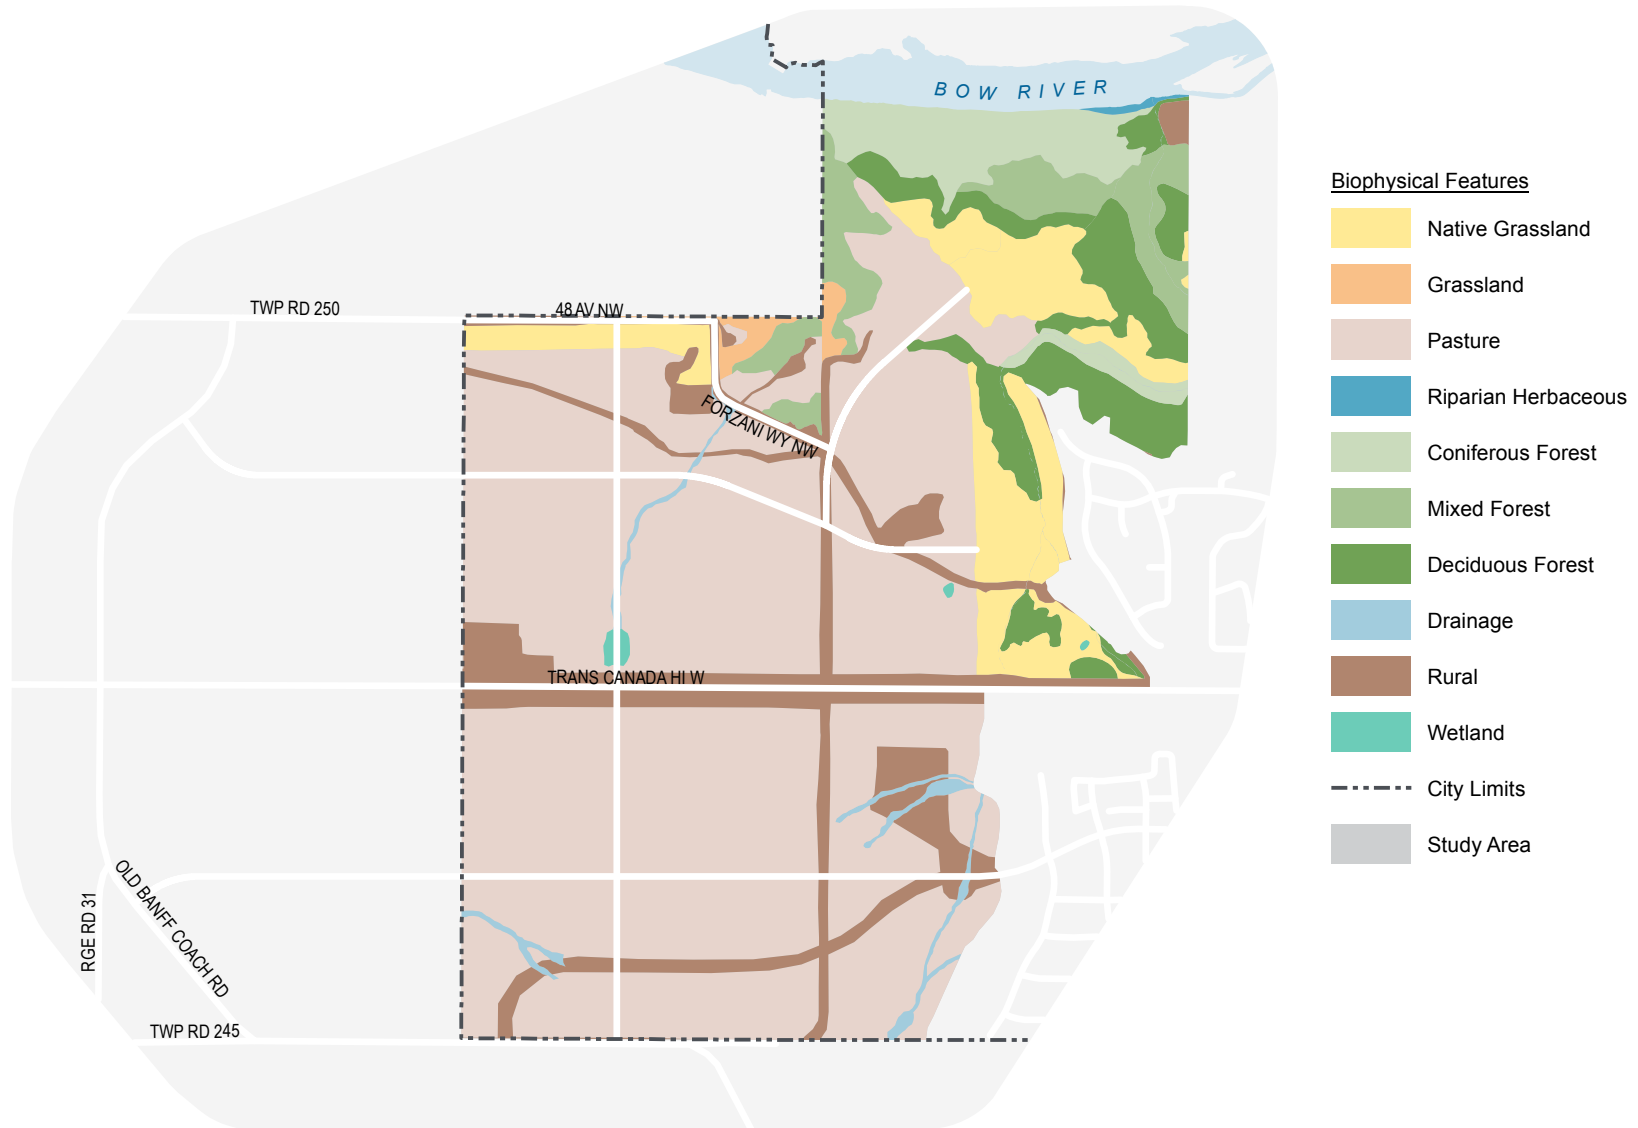 BOW RIVER
TWP RD 250
48 AV NW
FORZANI WY NW
TRANS CANADA HI W
OLD BANFF COACH RD
RGE RD 31
TWP RD 245
Biophysical Features
Native Grassland
Grassland
Pasture
Riparian Herbaceous
Coniferous Forest
Mixed Forest
Deciduous Forest
Drainage
Rural
Wetland
City Limits
Study Area